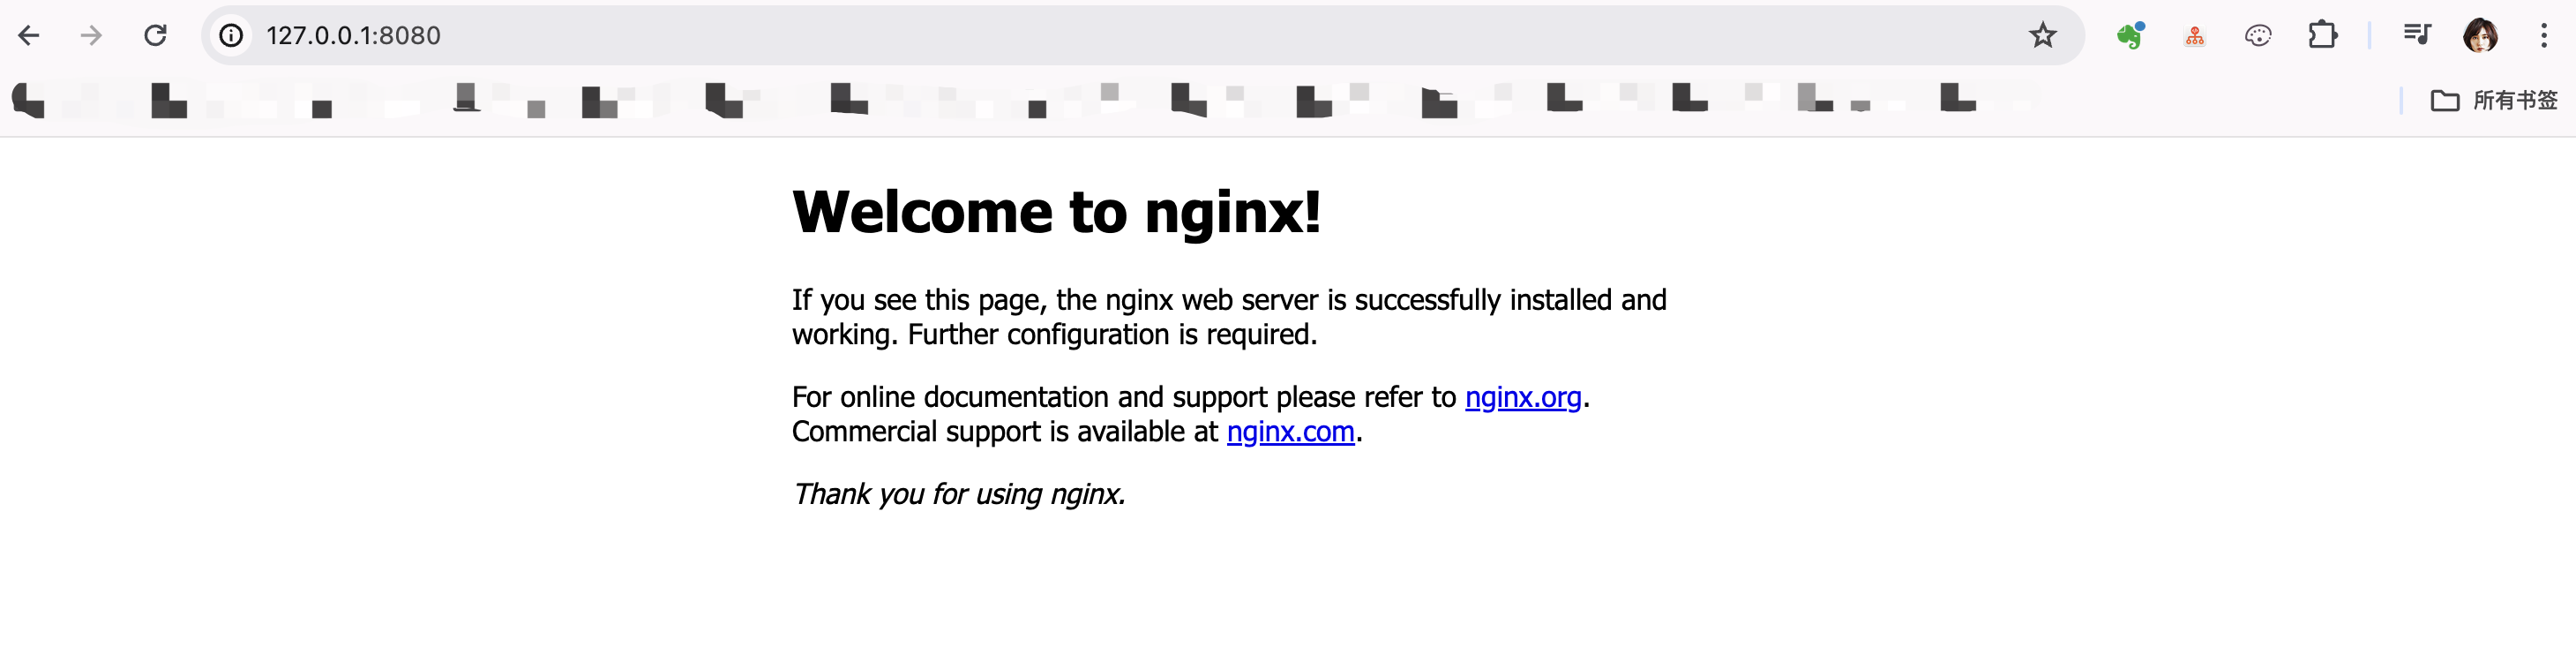 127.0.0.1:8080
所有书签
Welcome to nginx!
If you see this page, the nginx web server is successfully installed and
working. Further configuration is required.
For online documentation and support please refer to nginx.org.
Commercial support is available at nginx.com.
Thank you for using nginx.